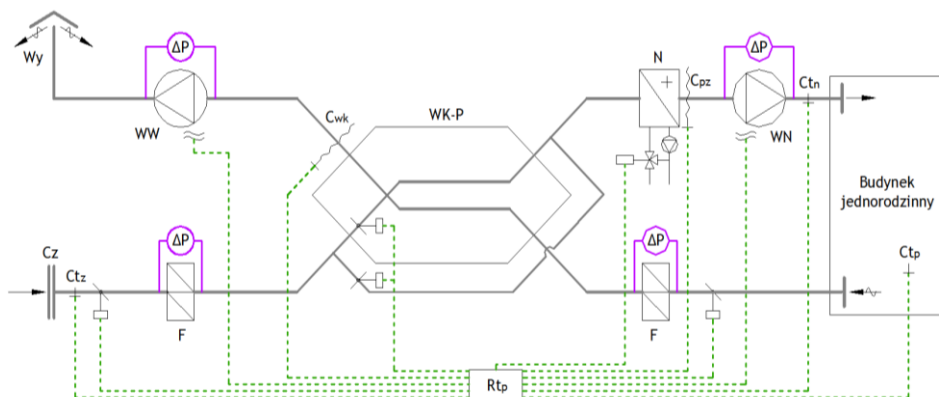 Wy
ΔP
WW
Cwk
WK-P
N
Cpz
ΔP
Ctn
WN
Budynek
jednorodzinny
Cz
Ctz
ΔP
F
ΔP
F
Ctp
Rtp